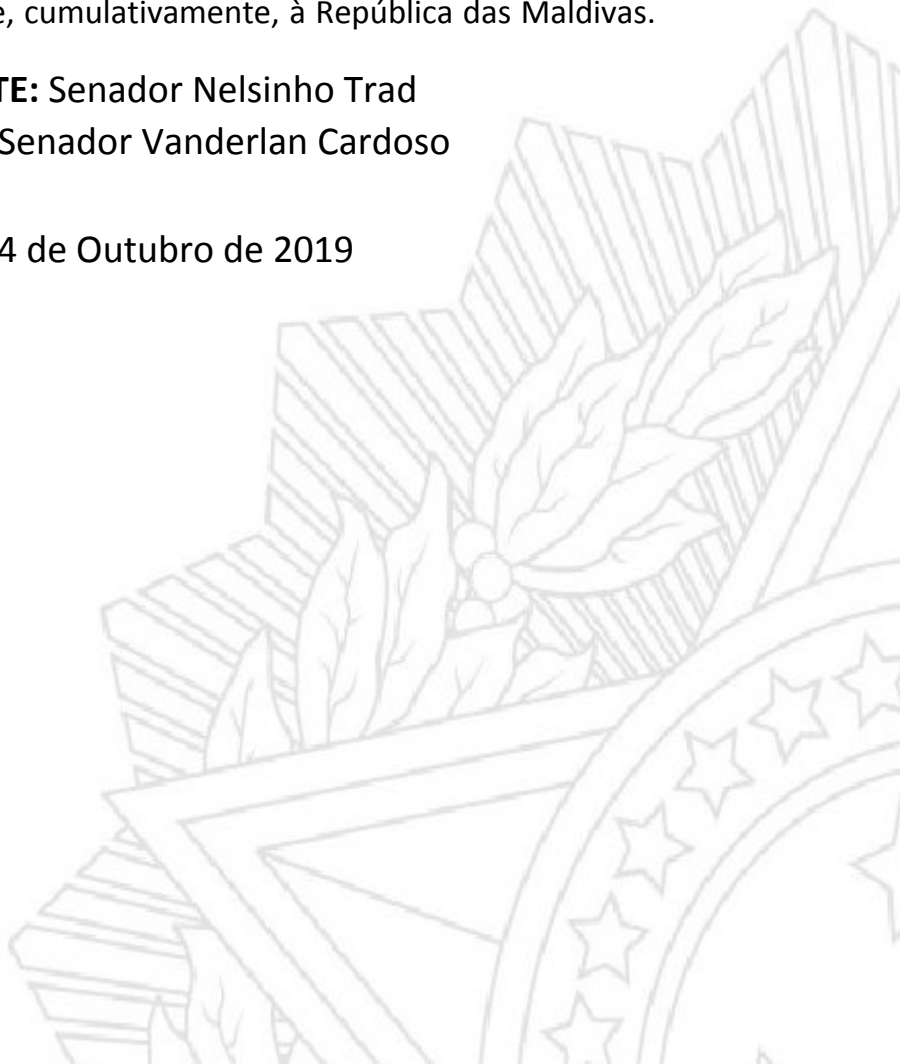 e, cumulativamente, à República das Maldivas.
TE: Senador Nelsinho Trad
Senador Vanderlan Cardoso
4 de Outubro de 2019